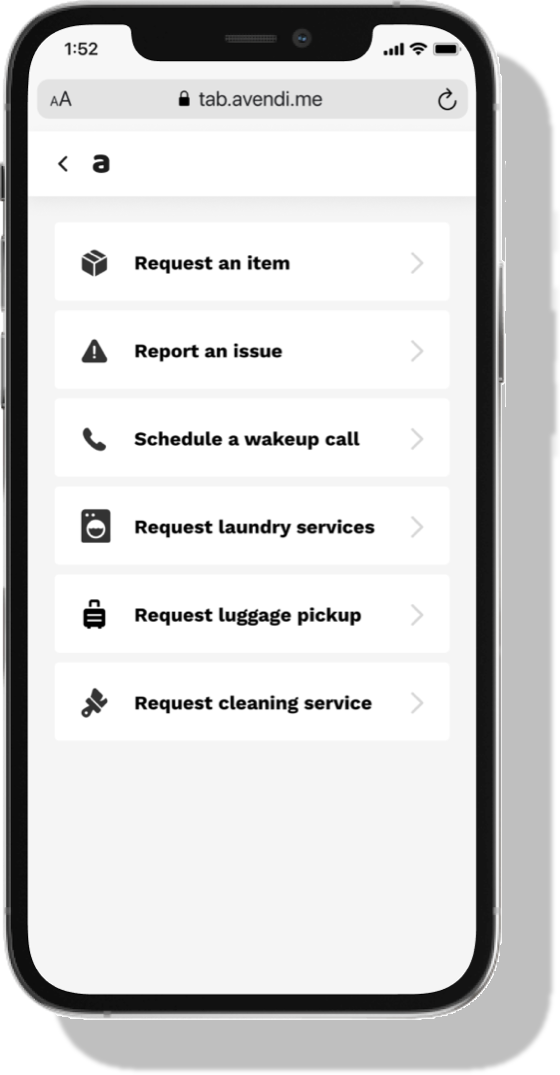 1:52
AA tab.avendi.me
a
Request an item
Report an issue
Schedule a wakeup call
Request laundry services
Request luggage pickup
Request cleaning service